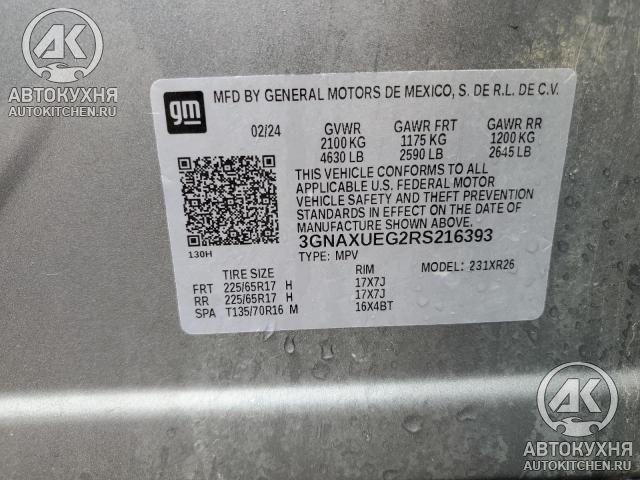 АВТОКУХНЯ
AUTOKITCHEN.RU
gm
MFD BY GENERAL MOTORS DE MEXICO, S. DE R.L. DE C.V.
02/24 GVWR GAWR FRT GAWR RR
2100 KG 1175 KG 1200 KG
4630 LB 2590 LB 2645 LB
THIS VEHICLE CONFORMS TO ALL
APPLICABLE U.S. FEDERAL MOTOR
VEHICLE SAFETY AND THEFT PREVENTION
STANDARDS IN EFFECT ON THE DATE OF
MANUFACTURE SHOWN ABOVE.
3GNAXUEG2RS216393
130H TYPE: MPV MODEL: 231XR26
TIRE SIZE RIM
FRT 225/65R17 H 17X7J
RR 225/65R17 H 17X7J
SPA T135/70R16 M 16X4BT
АК
АВТОКУХНЯ
AUTOKITCHEN.RU